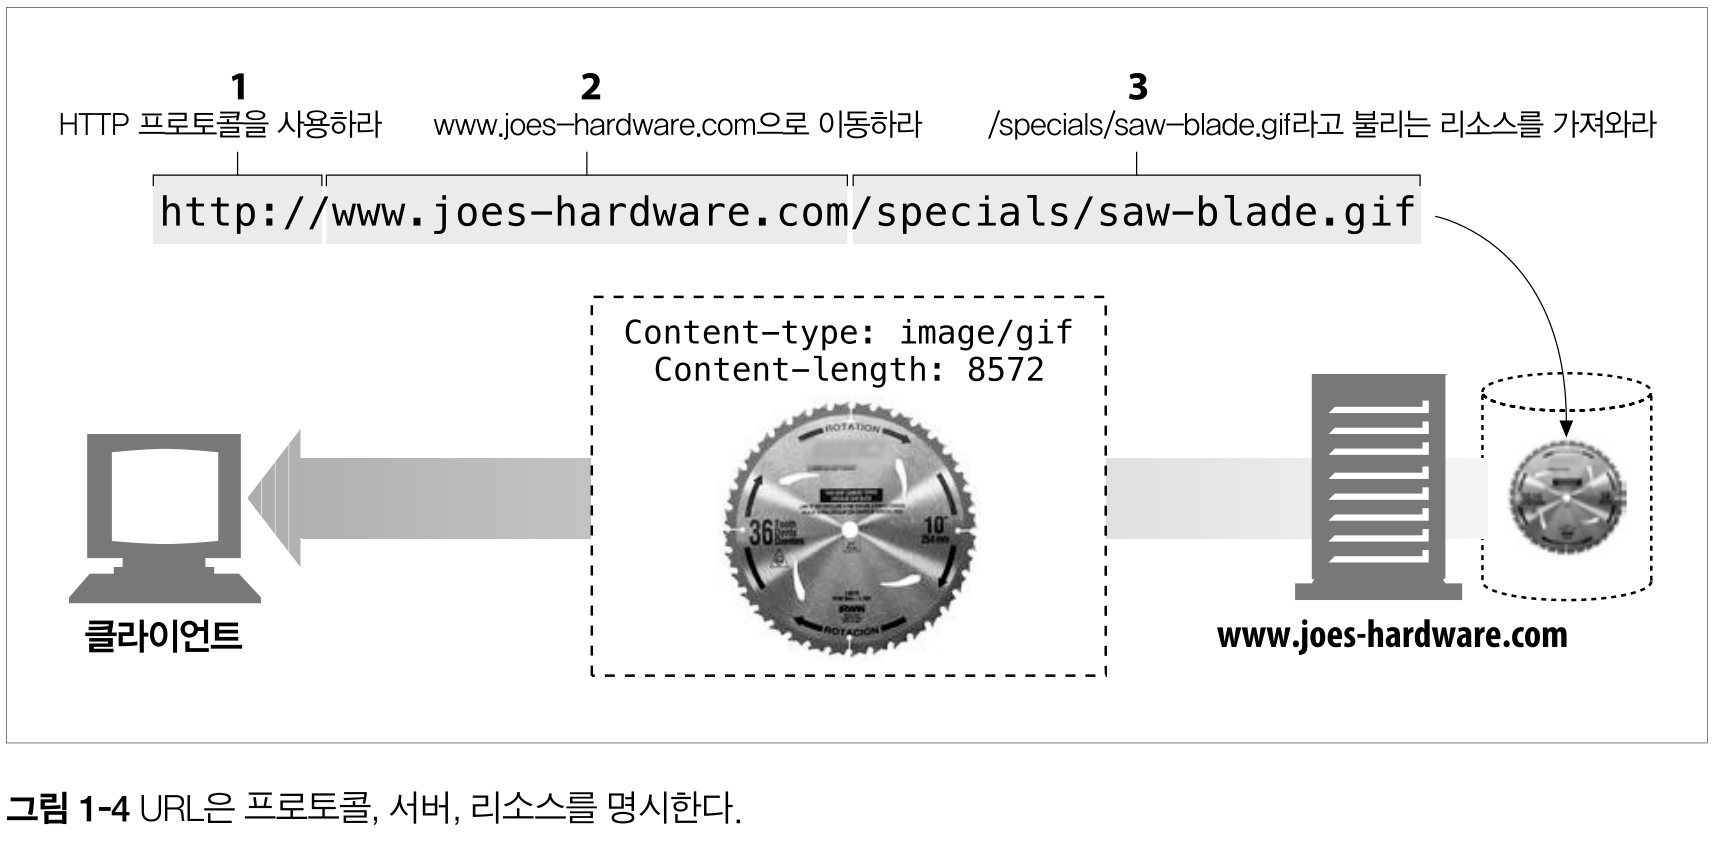 1
HTTP 프로토콜을 사용하라
2
www.joes-hardware.com으로 이동하라
3
/specials/saw-blade.gif라고 불리는 리소스를 가져와라
http://www.joes-hardware.com/specials/saw-blade.gif
Content-type: image/gif
Content-length: 8572
ROTATION
36 Tooth
10"
254 mm
IRWIN
ROTACION
클라이언트
www.joes-hardware.com
그림 1-4 URL은 프로토콜, 서버, 리소스를 명시한다.